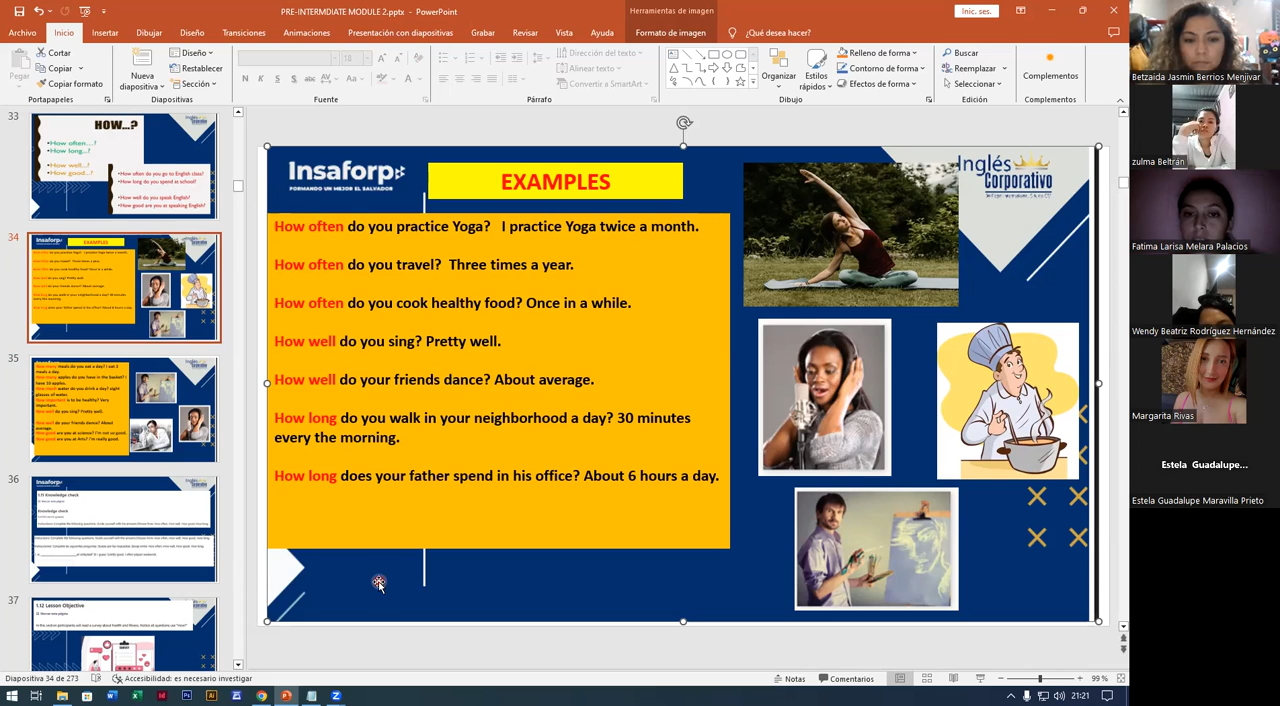 PRE-INTERMDIATE MODULE 2.pptx - PowerPoint
Herramientas de imagen
Inic. ses.
Archivo Inicio Insertar Dibujar Diseño Transiciones Animaciones Presentación con diapositivas Grabar Revisar Vista Ayuda Formato de imagen ¿Qué desea hacer?
Pegar
Cortar
Copiar
Copiar formato
Portapapeles
Nueva diapositiva
Diseño
Restablecer
Sección
Diapositivas
18
Fuente
Dirección del texto
Alinear texto
Convertir a SmartArt
Párrafo
Organizar
Estilos rápidos
Relleno de forma
Contorno de forma
Efectos de forma
Dibujo
Buscar
Reemplazar
Seleccionar
Edición
Complementos
Complementos
33
HOW...?
•How often...?
•How long...?
•How well...?
•How good...?
•How often do you go to English class?
•How long do you spend at school?
•How well do you speak English?
•How good are you at speaking English?
34
35
36
1.11 Knowledge check
Knowledge check
37
1.12 Lesson Objective
Insaforp
FORMANDO UN MEJOR EL SALVADOR
EXAMPLES
Inglés
Corporativo
How often do you practice Yoga? I practice Yoga twice a month.
How often do you travel? Three times a year.
How often do you cook healthy food? Once in a while.
How well do you sing? Pretty well.
How well do your friends dance? About average.
How long do you walk in your neighborhood a day? 30 minutes
every the morning.
How long does your father spend in his office? About 6 hours a day.
Betzaida Jasmin Berrios Menjivar
zulma Beltrán
Fatima Larisa Melara Palacios
Wendy Beatriz Rodríguez Hernández
Margarita Rivas
Estela Guadalupe...
Estela Guadalupe Maravilla Prieto
Diapositiva 34 de 273
Accesibilidad: es necesario investigar
Notas
Comentarios
99 %
21:21